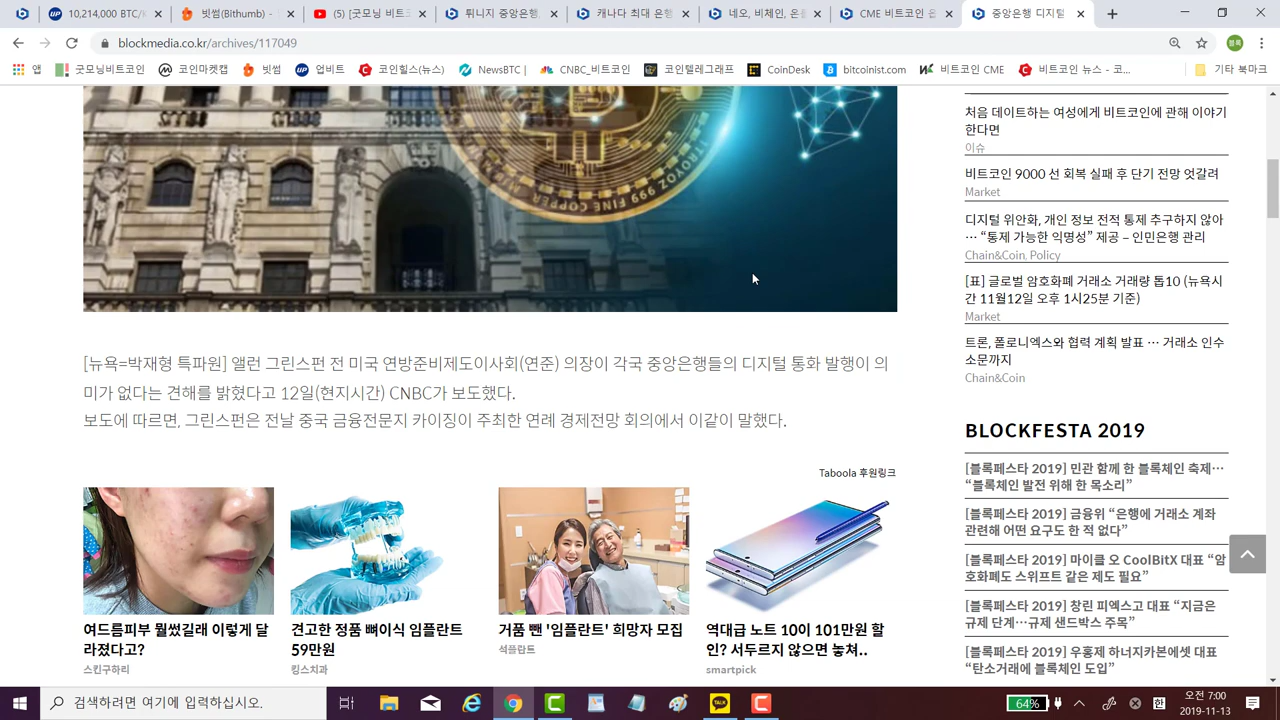 10,214,000 BTC/K
빗썸(Bithumb) -
(5) [굿모닝 비트
튀니지 중앙은행
캐나다 최대 은행
네오, 비체인, 온
CME 비트코인 옵
중앙은행 디지털
blockmedia.co.kr/archives/117049
블록
앱
굿모닝비트코인
코인마켓캡
빗썸
업비트
코인힐스(뉴스)
NewsBTC |
CNBC_비트코인
코인텔레그래프
CoinDesk
bitcoinist.com
비트코인 CME
비트코인 뉴스 - 코...
기타 북마크
TROYOZ 999 FINE COPPER
[뉴욕=박재형 특파원] 앨런 그린스펀 전 미국 연방준비제도이사회(연준) 의장이 각국 중앙은행들의 디지털 통화 발행이 의
미가 없다는 견해를 밝혔다고 12일(현지시간) CNBC가 보도했다.
보도에 따르면, 그린스펀은 전날 중국 금융전문지 카이징이 주최한 연례 경제전망 회의에서 이같이 말했다.
Taboola 후원링크
여드름피부 뭘썼길래 이렇게 달
라졌다고?
스킨구하리
견고한 정품 뼈이식 임플란트
59만원
킹스치과
거품 뺀 '임플란트' 희망자 모집
석플란트
역대급 노트 10이 101만원 할
인? 서두르지 않으면 놓쳐..
smartpick
처음 데이트하는 여성에게 비트코인에 관해 이야기
한다면
이슈
비트코인 9000 선 회복 실패 후 단기 전망 엇갈려
Market
디지털 위안화, 개인 정보 전적 통제 추구하지 않아
… “통제 가능한 익명성” 제공 – 인민은행 관리
Chain&Coin, Policy
[표] 글로벌 암호화폐 거래소 거래량 톱10 (뉴욕시
간 11월12일 오후 1시25분 기준)
Market
트론, 폴로니엑스와 협력 계획 발표 … 거래소 인수
소문까지
Chain&Coin
BLOCKFESTA 2019
[블록페스타 2019] 민관 함께 한 블록체인 축제…
“블록체인 발전 위해 한 목소리”
[블록페스타 2019] 금융위 “은행에 거래소 계좌
관련해 어떤 요구도 한 적 없다”
[블록페스타 2019] 마이클 오 CoolBitX 대표 “암
호화폐도 스위프트 같은 제도 필요”
[블록페스타 2019] 창린 피엑스고 대표 “지금은
규제 단계…규제 샌드박스 주목”
[블록페스타 2019] 우홍제 하너지카본에셋 대표
“탄소거래에 블록체인 도입”
검색하려면 여기에 입력하십시오.
TALK
64%
한
오전 7:00
2019-11-13